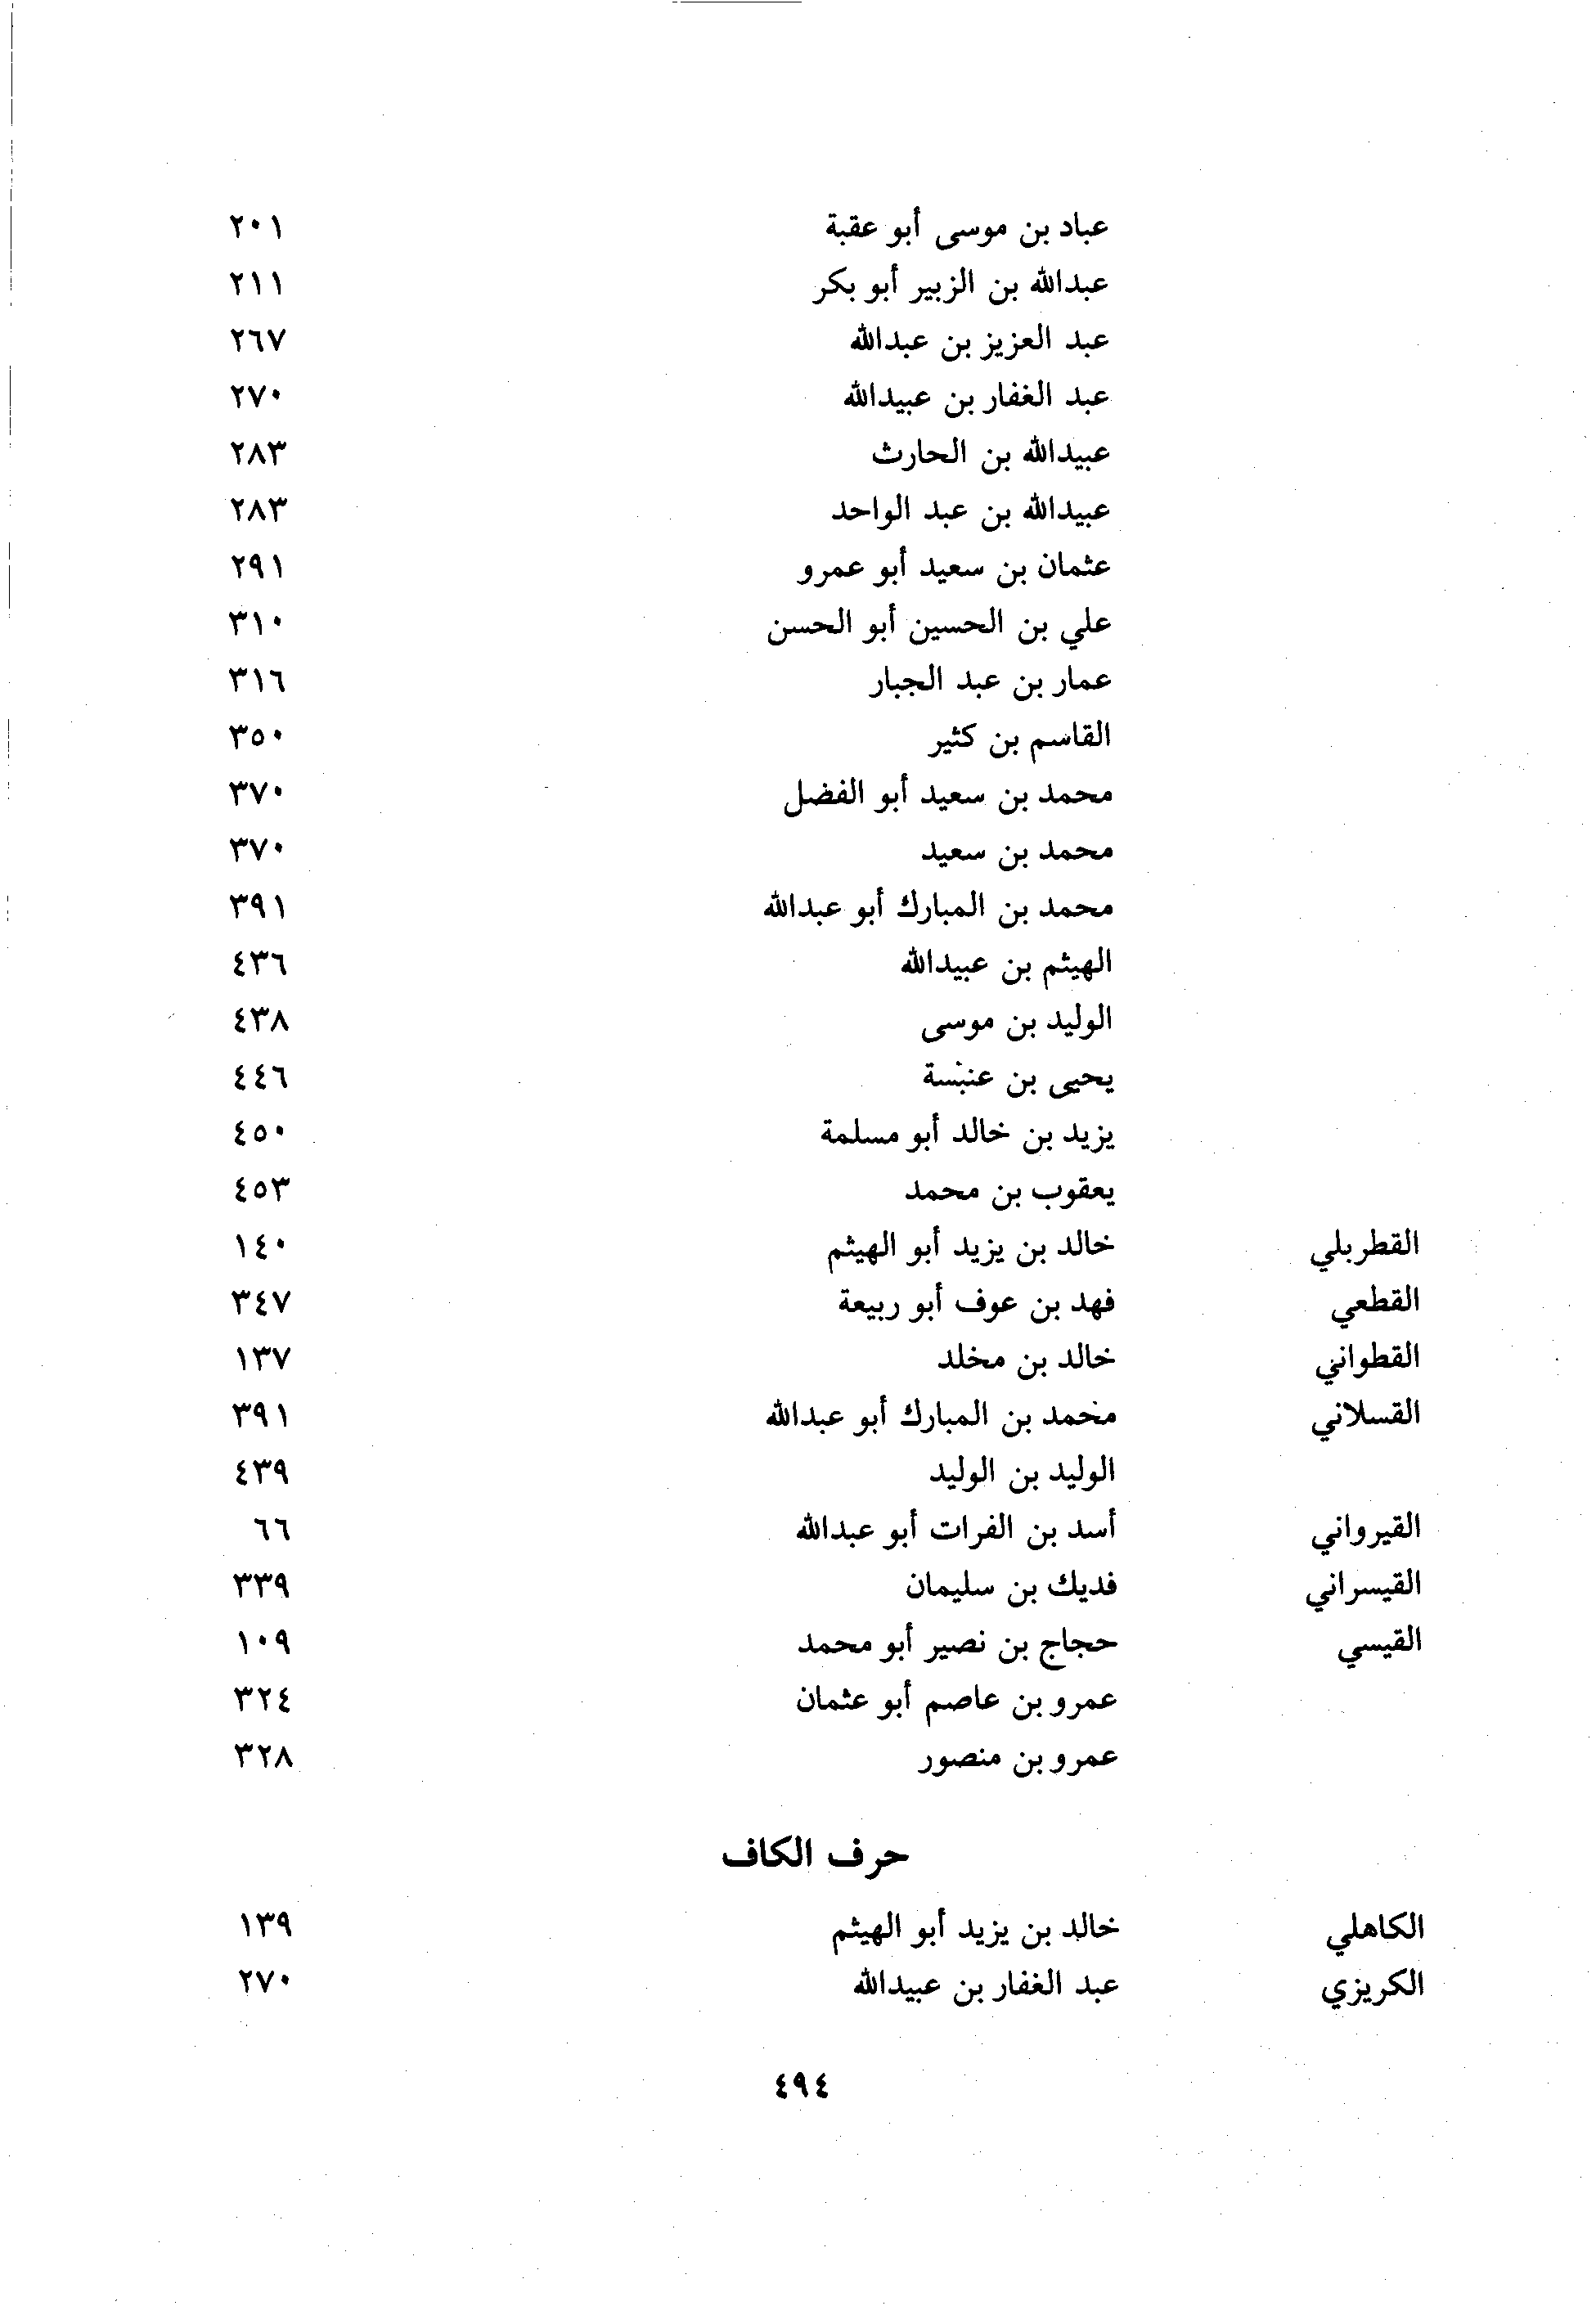 عباد بن موسى أبو عقبة ٢٠١
عبدالله بن الزبير أبو بكر ٢١١
عبد العزيز بن عبدالله ٢٦٧
عبد الغفار بن عبيدالله ٢٧٠
عبيدالله بن الحارث ٢٨٣
عبيدالله بن عبد الواحد ٢٨٣
عثمان بن سعيد أبو عمرو ٢٩١
علي بن الحسين أبو الحسن ٣١٠
عمار بن عبد الجبار ٣١٦
القاسم بن كثير ٣٥٠
محمد بن سعيد أبو الفضل ٣٧٠
محمد بن سعيد ٣٧٠
محمد بن المبارك أبو عبدالله ٣٩١
الهيثم بن عبيدالله ٤٣٦
الوليد بن موسى ٤٣٨
يحيى بن عنبسة ٤٤٦
يزيد بن خالد أبو مسلمة ٤٥٠
يعقوب بن محمد ٤٥٣
القطربلي خالد بن يزيد أبو الهيثم ١٤٠
القطعي فهد بن عوف أبو ربيعة ٣٤٧
القطواني خالد بن مخلد ١٣٧
القسلاني محمد بن المبارك أبو عبدالله ٣٩١
الوليد بن الوليد ٤٣٩
القيرواني أسد بن الفرات أبو عبدالله ٦٦
القيسراني فديك بن سليمان ٣٣٩
القيسي حجاج بن نصير أبو محمد ١٠٩
عمرو بن عاصم أبو عثمان ٣٢٤
عمرو بن منصور ٣٢٨
حرف الكاف
الكاهلي خالد بن يزيد أبو الهيثم ١٣٩
الكريزي عبد الغفار بن عبيدالله ٢٧٠
٤٩٤